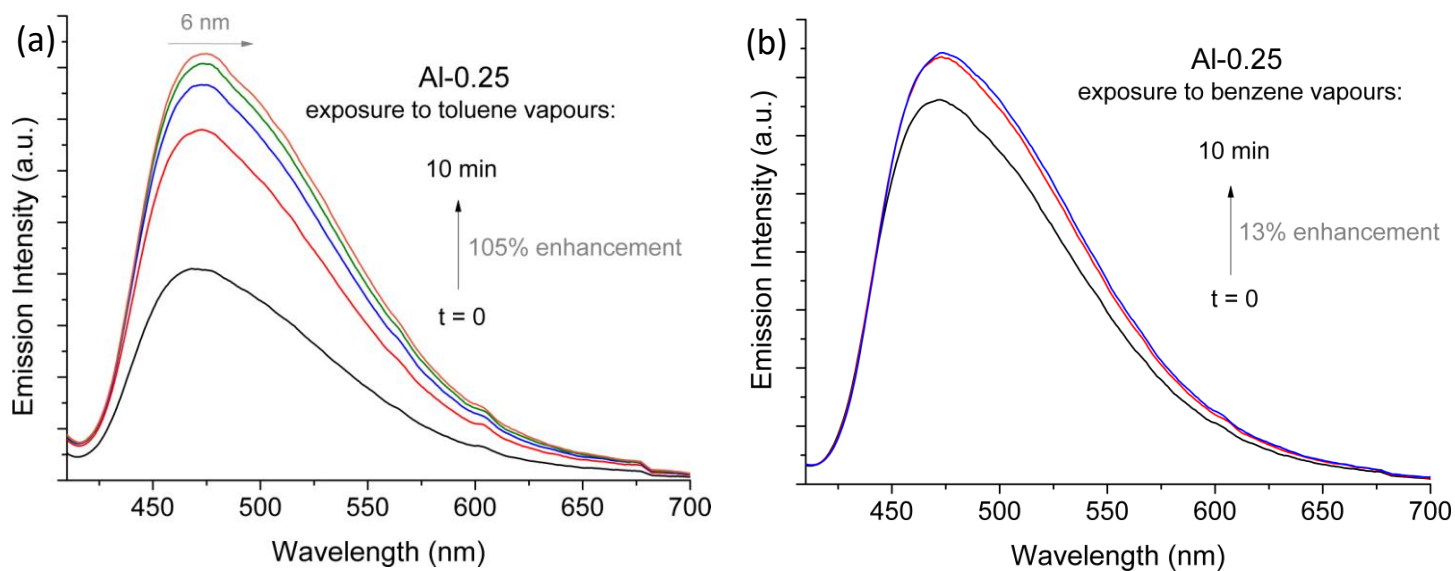 (a)
6 nm
Al-0.25
exposure to toluene vapours:
10 min
105% enhancement
t = 0
Emission Intensity (a.u.)
450 500 550 600 650 700
Wavelength (nm)
(b)
Al-0.25
exposure to benzene vapours:
10 min
13% enhancement
t = 0
Emission Intensity (a.u.)
450 500 550 600 650 700
Wavelength (nm)